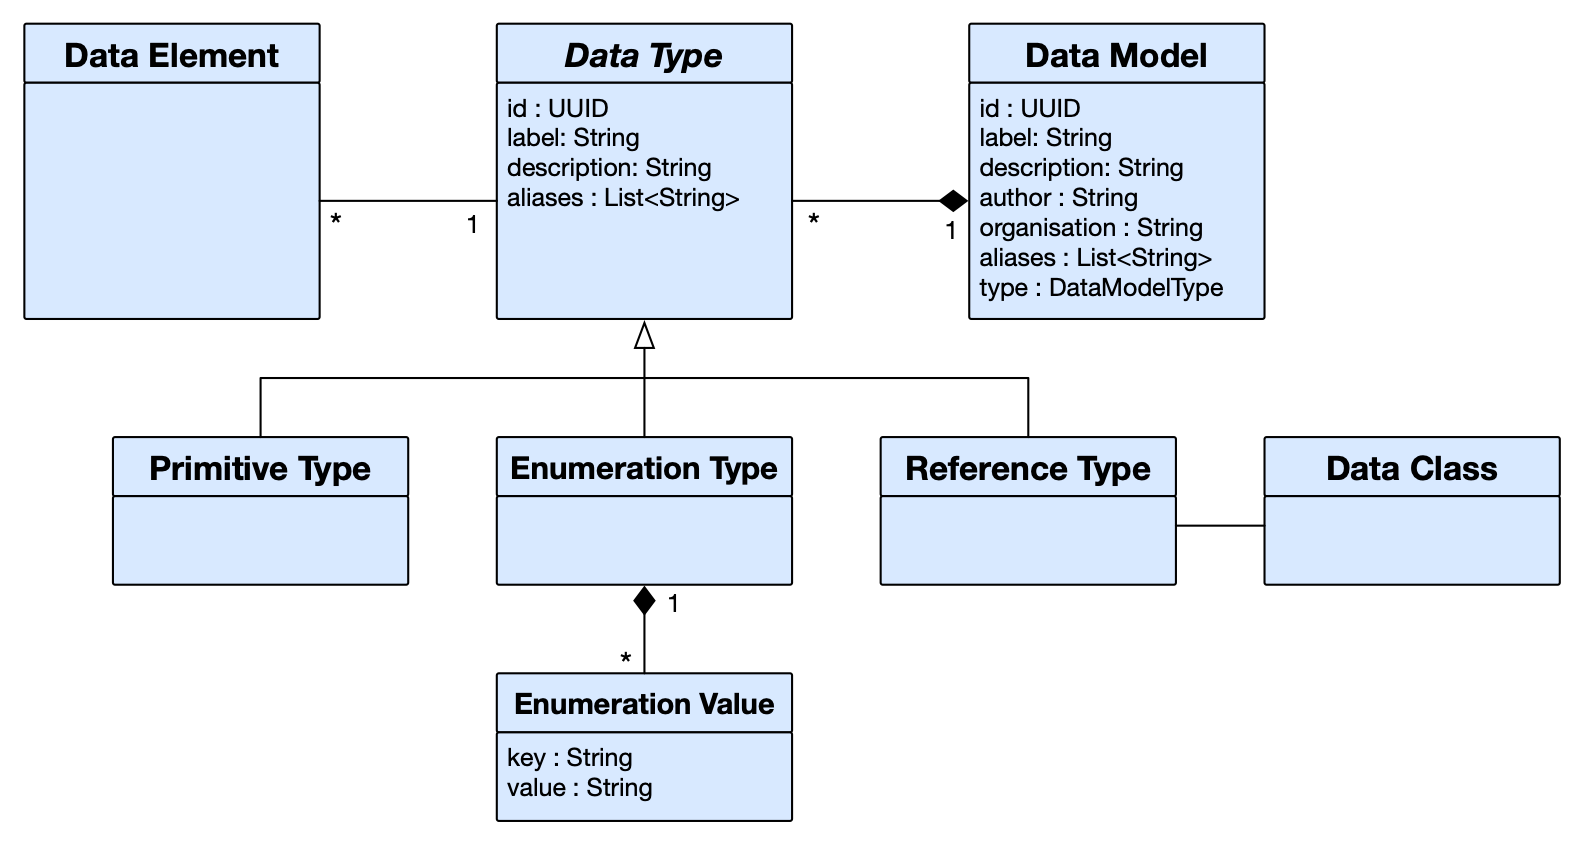 Data Element
Data Type
id : UUID
label: String
description: String
aliases : List<String>
Data Model
id : UUID
label: String
description: String
author : String
organisation : String
aliases : List<String>
type : DataModelType
*
1
*
1
Primitive Type
Enumeration Type
Reference Type
Data Class
1
*
Enumeration Value
key : String
value : String